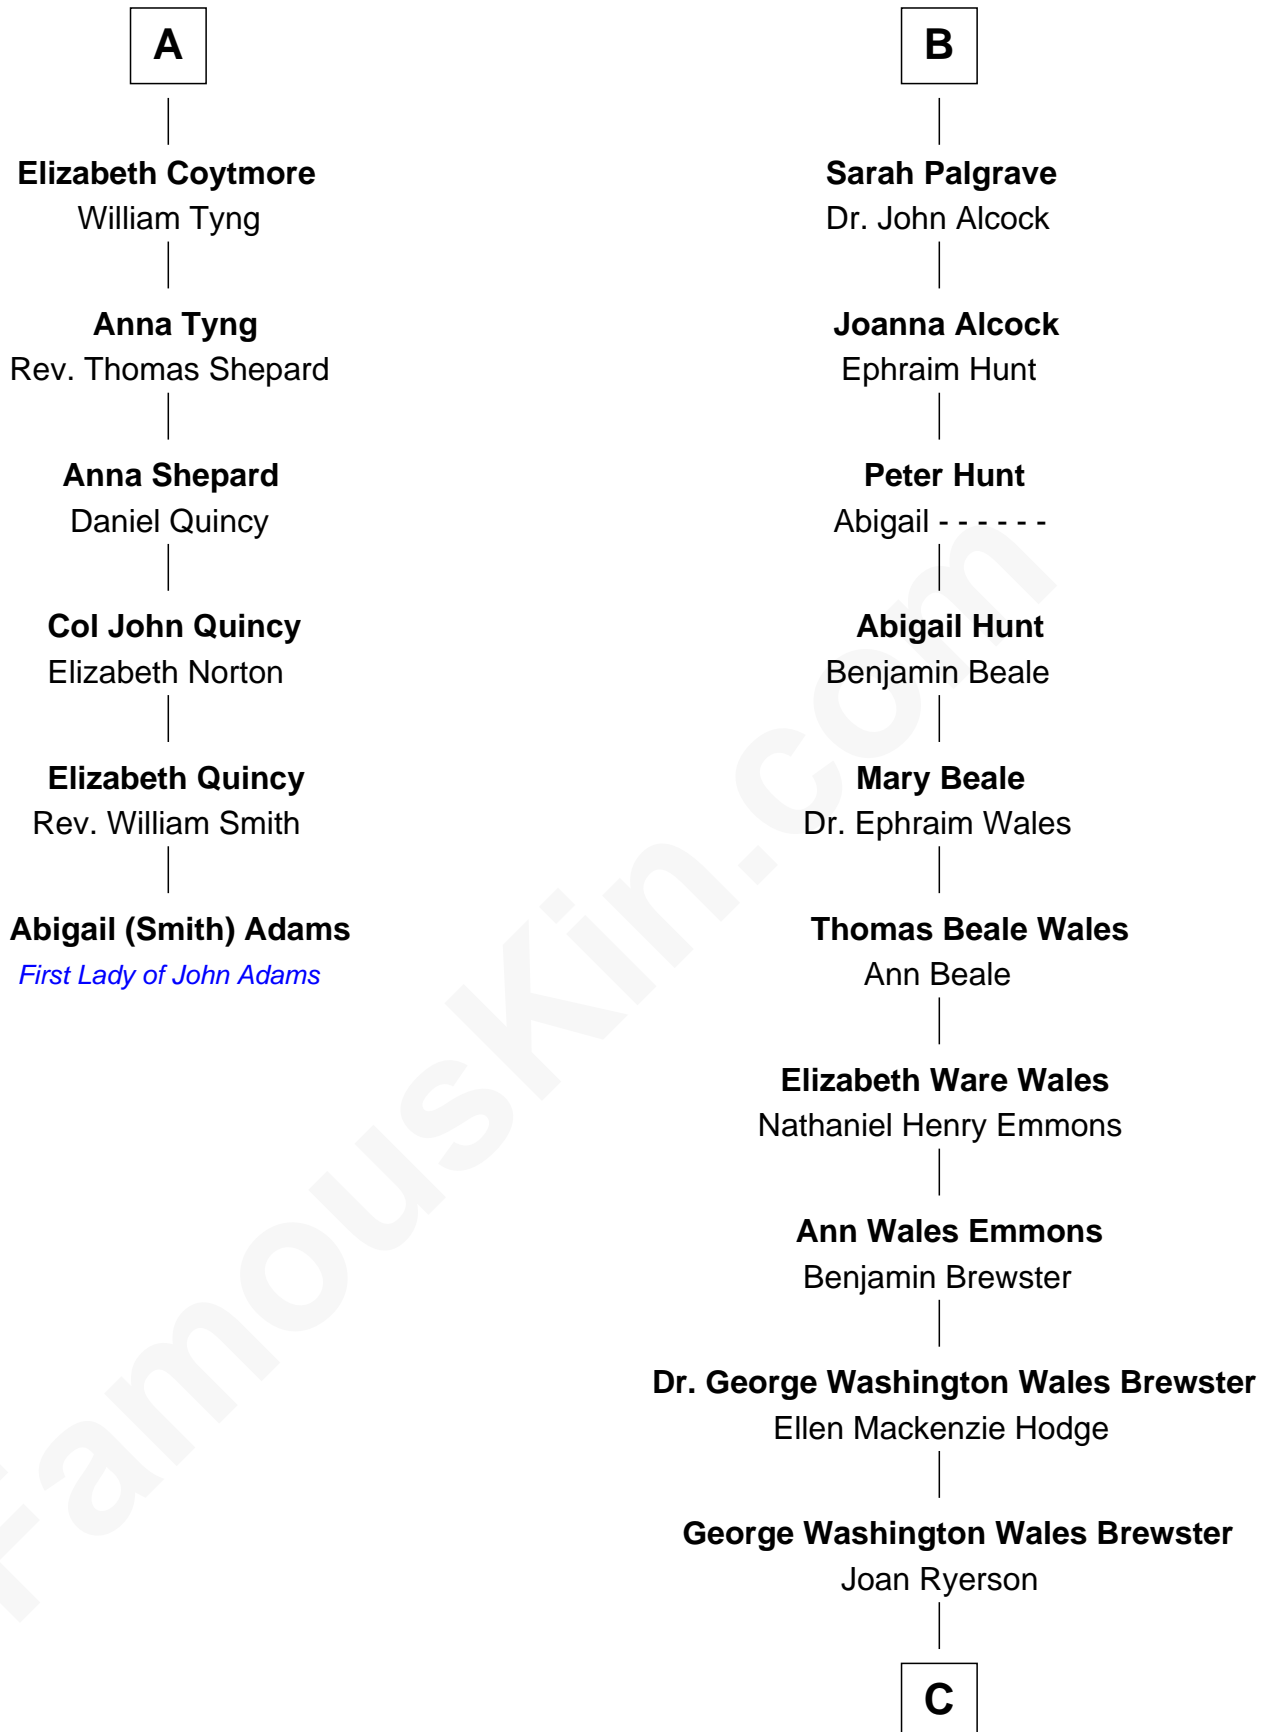 A
Elizabeth Coytmore
William Tyng
Anna Tyng
Rev. Thomas Shepard
Anna Shepard
Daniel Quincy
Col John Quincy
Elizabeth Norton
Elizabeth Quincy
Rev. William Smith
Abigail (Smith) Adams
First Lady of John Adams
B
Sarah Palgrave
Dr. John Alcock
Joanna Alcock
Ephraim Hunt
Peter Hunt
Abigail - - - - - -
Abigail Hunt
Benjamin Beale
Mary Beale
Dr. Ephraim Wales
Thomas Beale Wales
Ann Beale
Elizabeth Ware Wales
Nathaniel Henry Emmons
Ann Wales Emmons
Benjamin Brewster
Dr. George Washington Wales Brewster
Ellen Mackenzie Hodge
George Washington Wales Brewster
Joan Ryerson
C
FamousKin.com